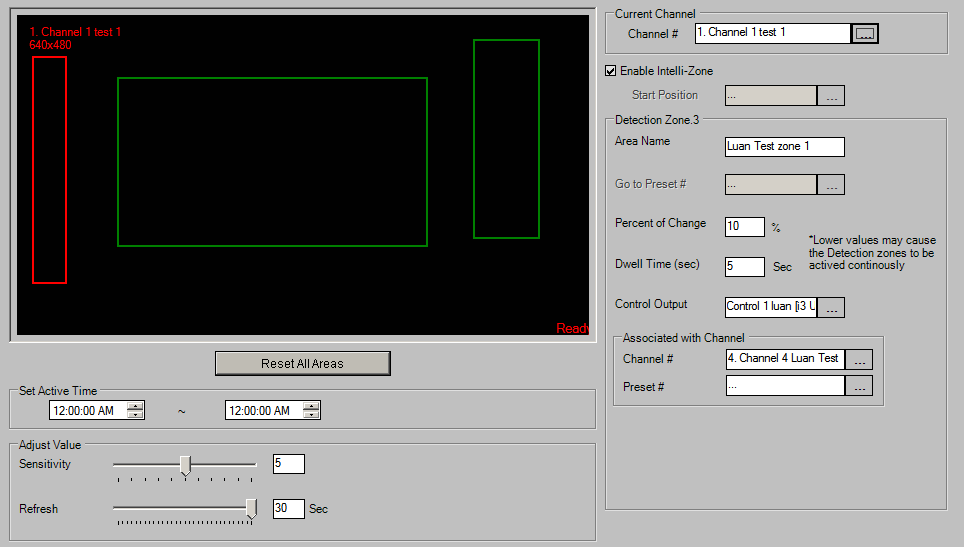 1. Channel 1 test 1
640x480
Ready
Reset All Areas
Set Active Time
12:00:00 AM ~ 12:00:00 AM
Adjust Value
Sensitivity 5
Refresh 30 Sec
Current Channel
Channel # 1. Channel 1 test 1 ...
Enable Intelli-Zone
Start Position ... ...
Detection Zone.3
Area Name Luan Test zone 1
Go to Preset # ... ...
Percent of Change 10 %
*Lower values may cause
the Detection zones to be
actived continously
Dwell Time (sec) 5 Sec
Control Output Control 1 luan [i3 U ...
Associated with Channel
Channel # 4. Channel 4 Luan Test ...
Preset # ... ...